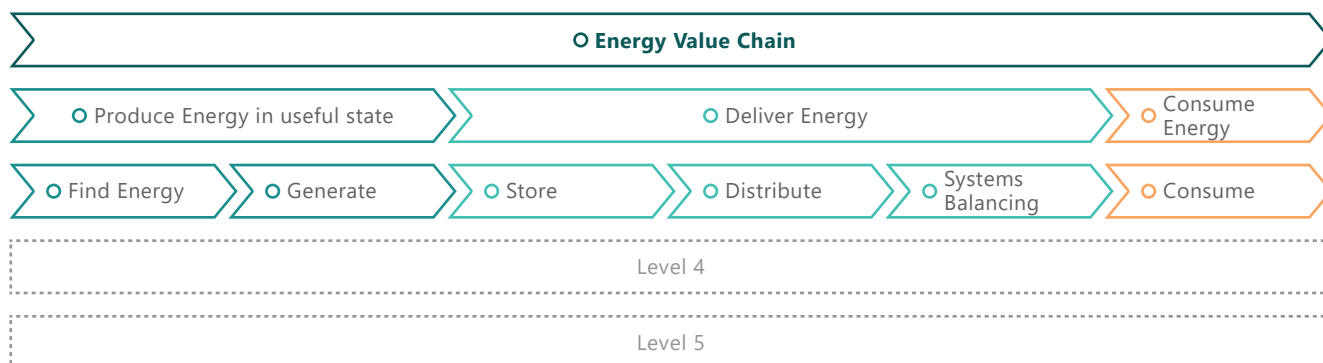 Energy Value Chain
Produce Energy in useful state
Deliver Energy
Consume
Energy
Find Energy
Generate
Store
Distribute
Systems
Balancing
Consume
Level 4
Level 5